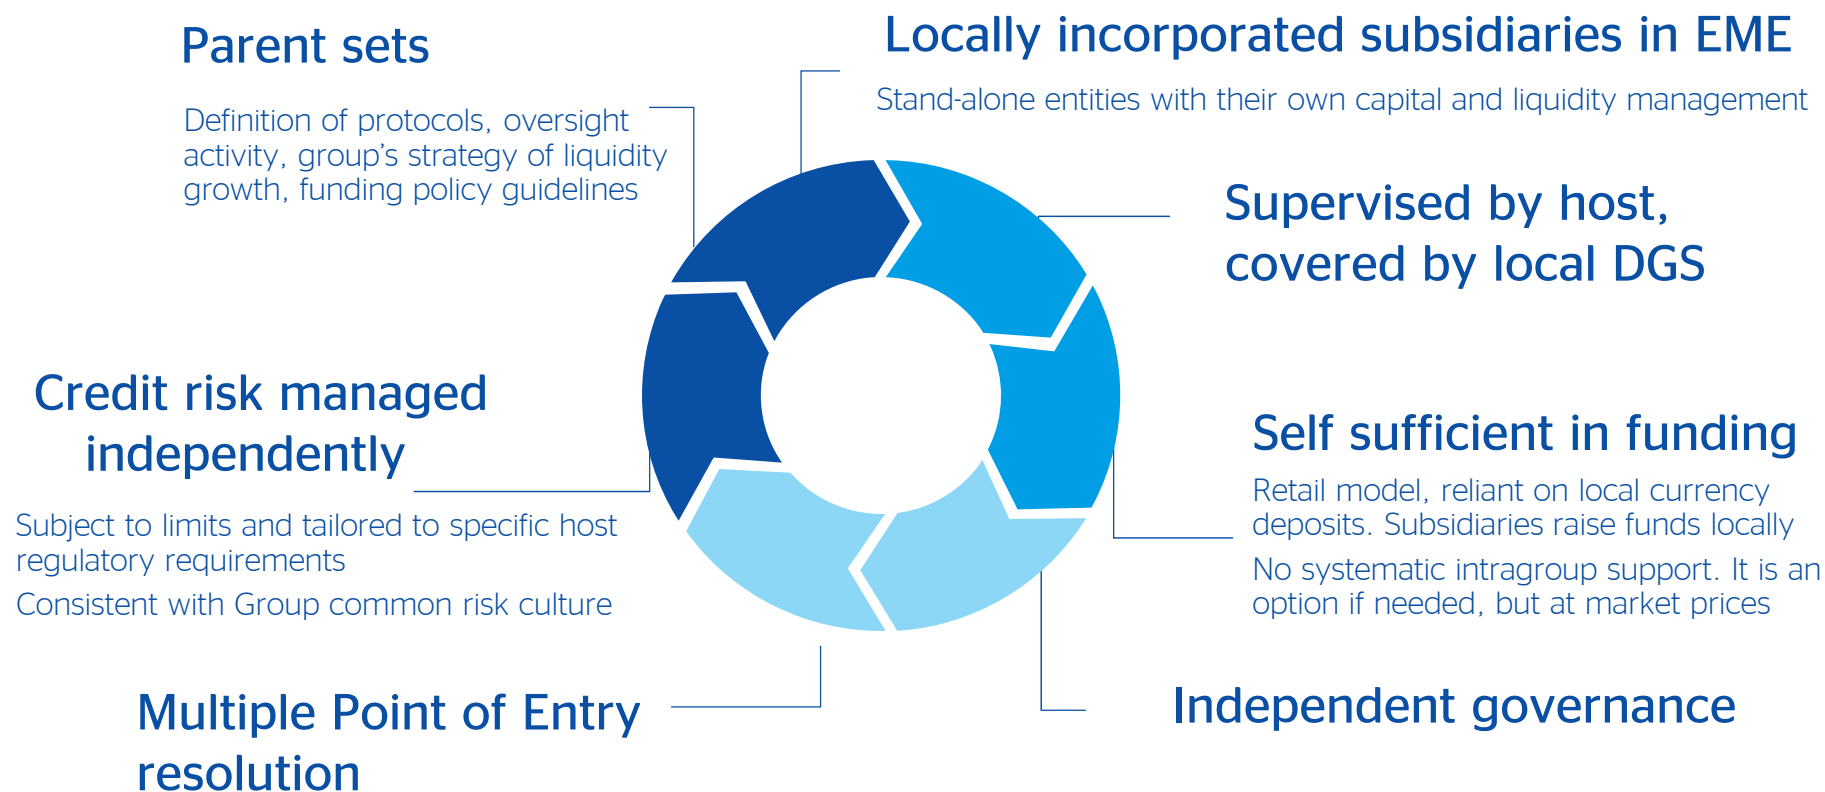 Parent sets
Definition of protocols, oversight
activity, group's strategy of liquidity
growth, funding policy guidelines
Locally incorporated subsidiaries in EME
Stand-alone entities with their own capital and liquidity management
Supervised by host,
covered by local DGS
Self sufficient in funding
Retail model, reliant on local currency
deposits. Subsidiaries raise funds locally
No systematic intragroup support. It is an
option if needed, but at market prices
Independent governance
Multiple Point of Entry
resolution
Credit risk managed
independently
Subject to limits and tailored to specific host
regulatory requirements
Consistent with Group common risk culture